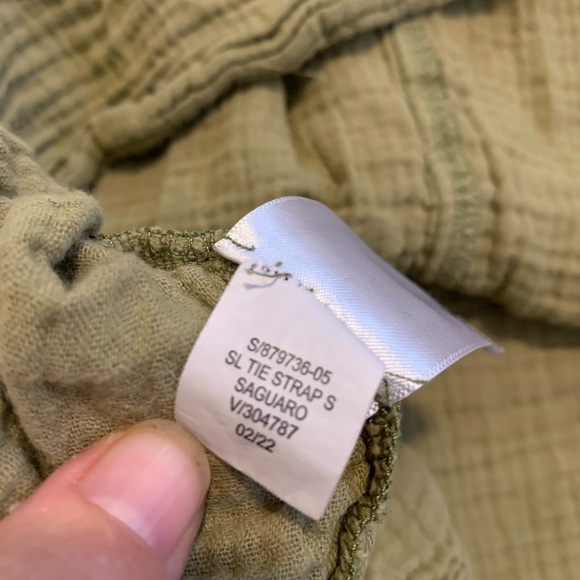 S/879736-05
SL TIE STRAP S
SAGUARO
V/304787
02/22